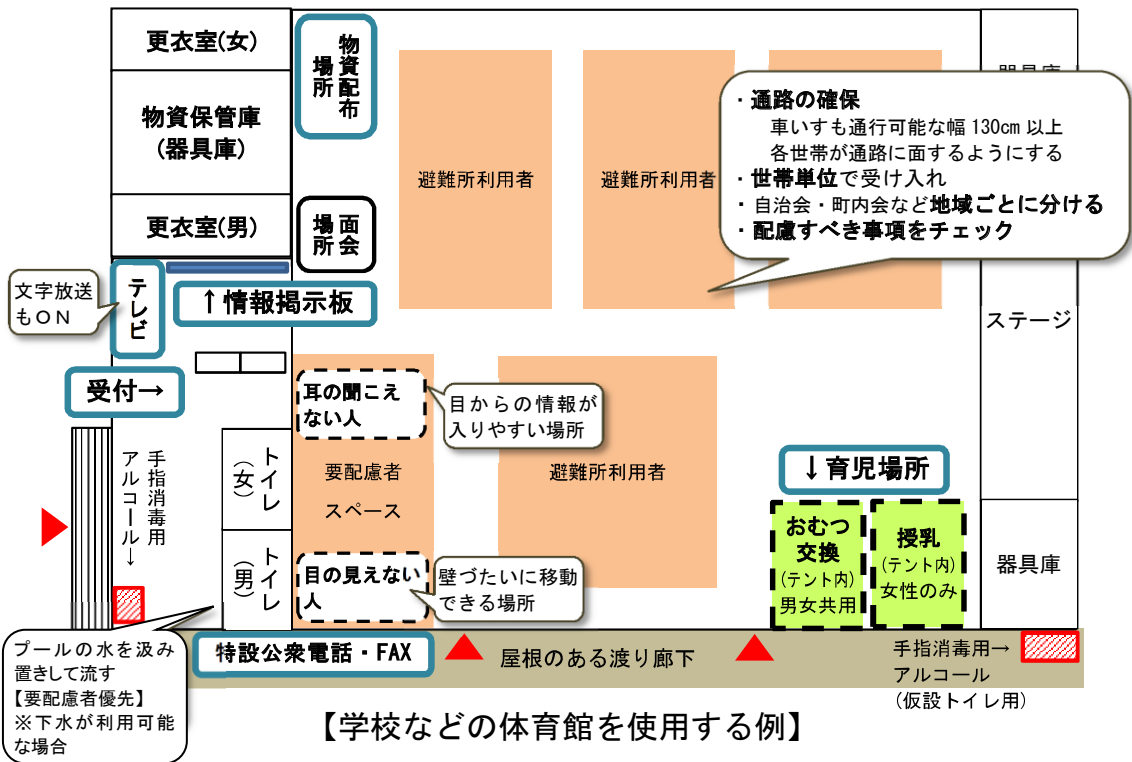 更衣室(女)
物資保管庫
(器具庫)
更衣室(男)
物資配布
場所
面会
場所
避難所利用者
避難所利用者
器具庫
・通路の確保
車いすも通行可能な幅 130cm 以上
各世帯が通路に面するようにする
・世帯単位で受け入れ
・自治会・町内会など地域ごとに分ける
・配慮すべき事項をチェック
文字放送
もON
テレビ
↑情報掲示板
ステージ
受付→
耳の聞こえ
ない人
目からの情報が
入りやすい場所
手指消毒用
アルコール→
トイレ
(女)
要配慮者
スペース
避難所利用者
↓育児場所
トイレ
(男)
目の見えない
人
壁づたいに移動
できる場所
おむつ
交換
(テント内)
男女共用
授乳
(テント内)
女性のみ
器具庫
プールの水を汲み
置きして流す
【要配慮者優先】
※下水が利用可能
な場合
特設公衆電話・FAX
屋根のある渡り廊下
手指消毒用→
アルコール
(仮設トイレ用)
【学校などの体育館を使用する例】